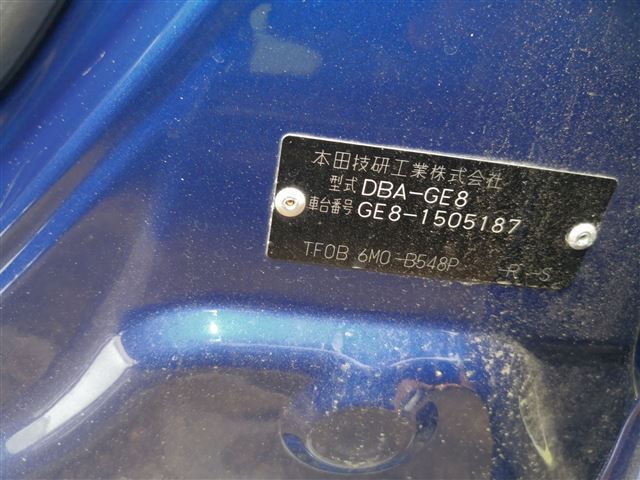 本田技研工業株式会社
型式 DBA-GE8
車台番号 GE8-1505187
TF0B 6M0-B548P R-S